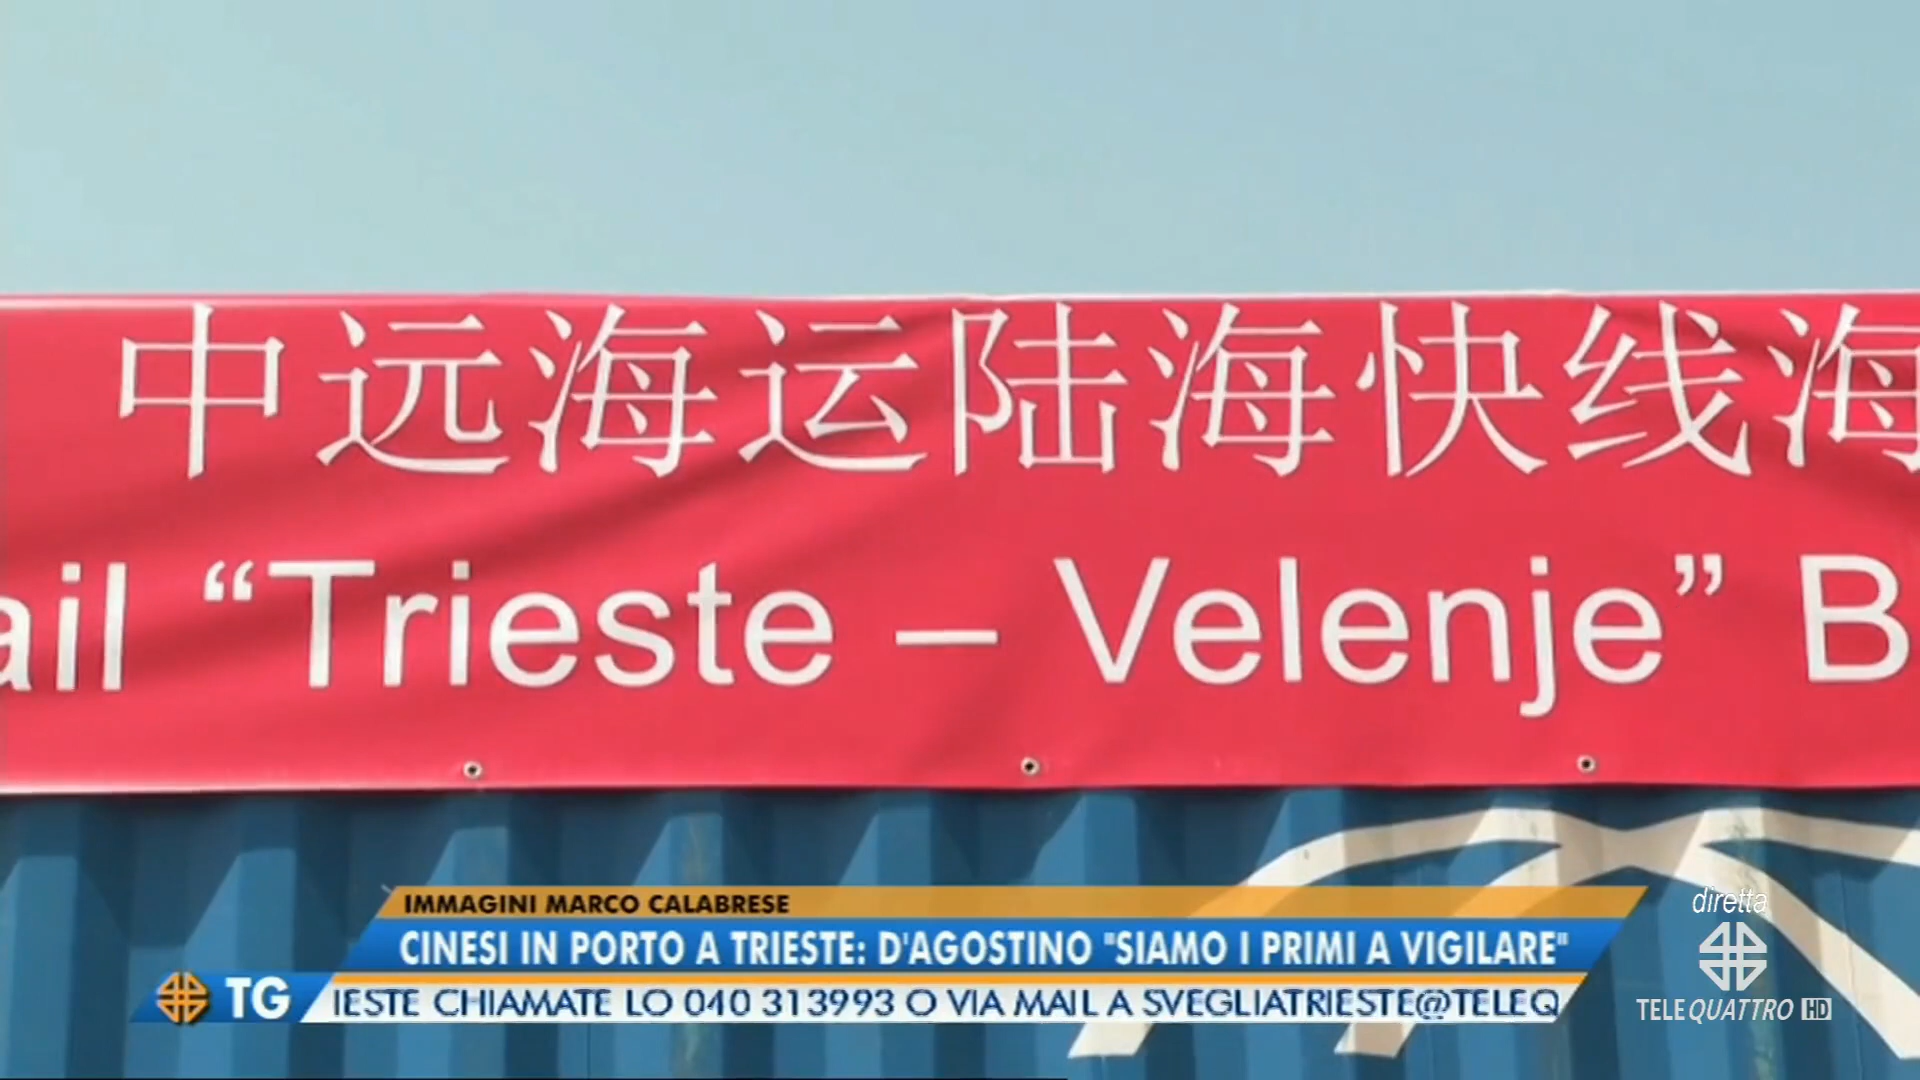 中远海运陆海快线海
ail “Trieste – Velenje” B
IMMAGINI MARCO CALABRESE
CINESI IN PORTO A TRIESTE: D'AGOSTINO "SIAMO I PRIMI A VIGILARE"
TG
IESTE CHIAMATE LO 040 313993 O VIA MAIL A SVEGLIATRIESTE@TELEQ
diretta
TELEQUATTRO HD